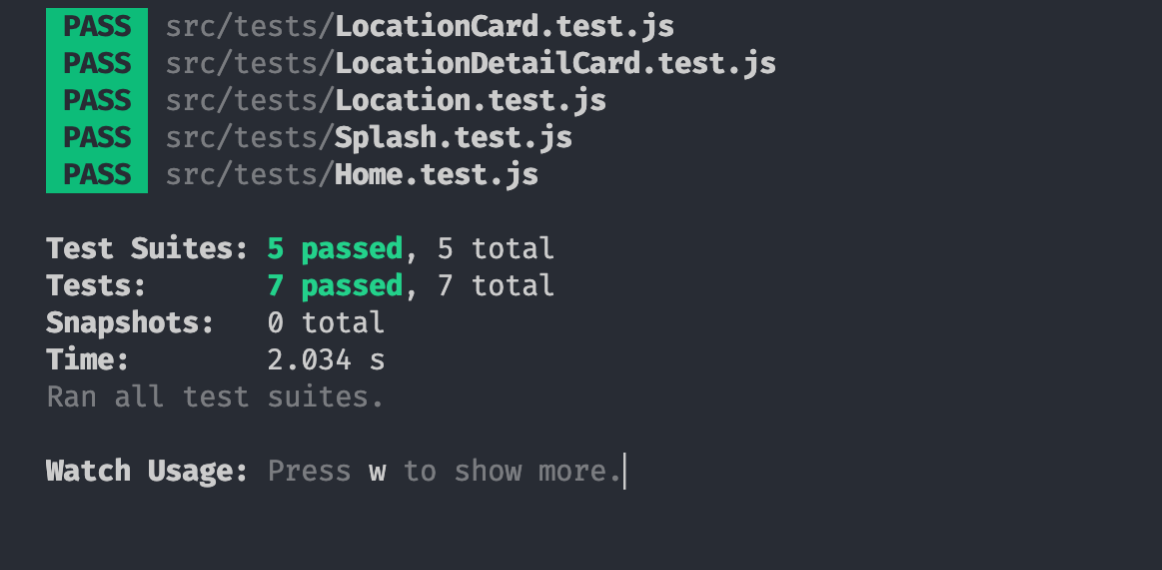 PASS src/tests/LocationCard.test.js
PASS src/tests/LocationDetailCard.test.js
PASS src/tests/Location.test.js
PASS src/tests/Splash.test.js
PASS src/tests/Home.test.js
Test Suites: 5 passed, 5 total
Tests: 7 passed, 7 total
Snapshots: 0 total
Time: 2.034 s
Ran all test suites.
Watch Usage: Press w to show more.